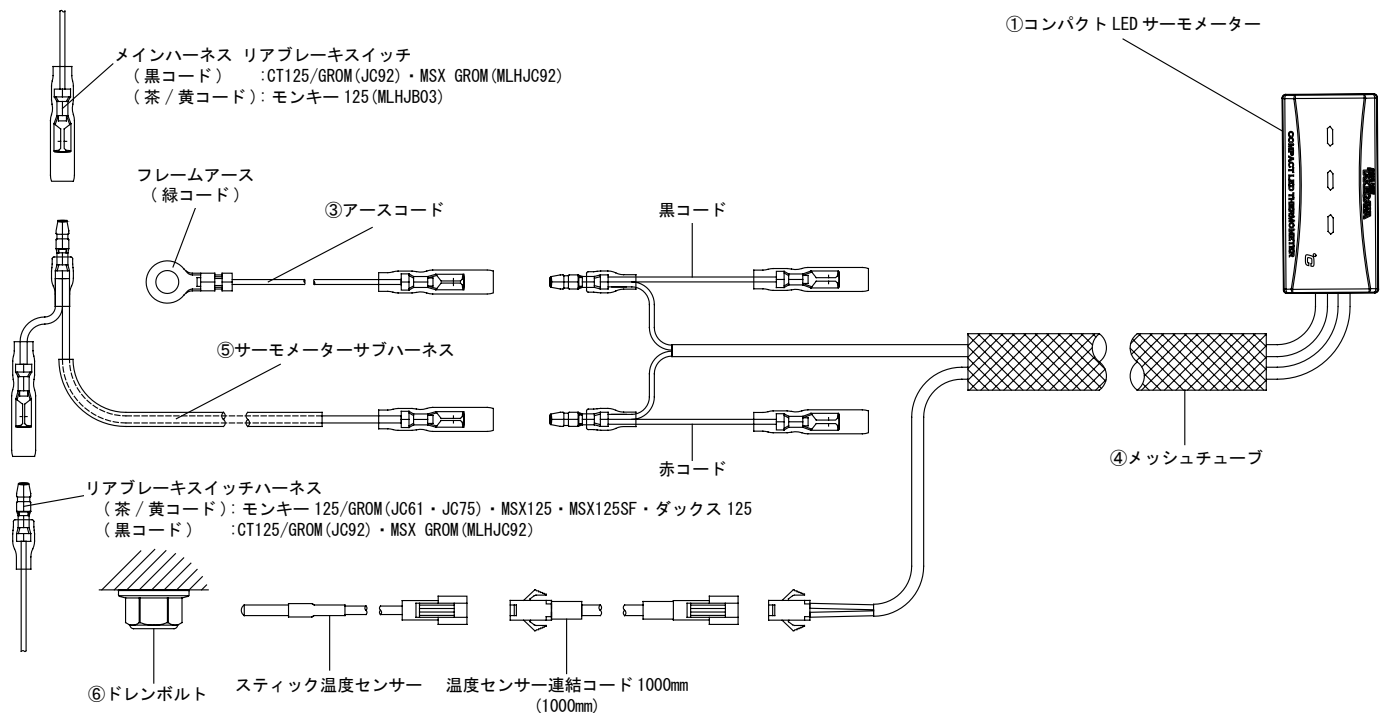 ①コンパクト LED サーモメーター
メインハーネス リアブレーキスイッチ
(黒コード) :CT125/GROM(JC92)・MSX GROM(MLHJC92)
(茶/黄コード):モンキー 125(MLHJB03)
フレームアース
(緑コード)
③アースコード
黒コード
COMPACT LED THERMOMETER
℃
⑤サーモメーターサブハーネス
赤コード
④メッシュチューブ
リアブレーキスイッチハーネス
(茶/黄コード):モンキー 125/GROM(JC61・JC75)・MSX125・MSX125SF・ダックス 125
(黒コード) :CT125/GROM(JC92)・MSX GROM(MLHJC92)
⑥ドレンボルト
スティック温度センサー
温度センサー連結コード 1000mm
(1000mm)